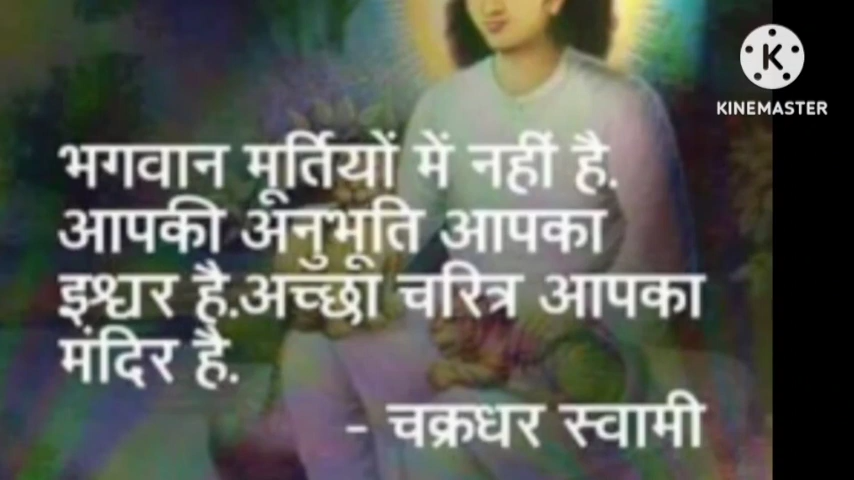 भगवान मूर्तियों में नहीं है.
आपकी अनुभूति आपका
इश्वर है.अच्छा चरित्र आपका
मंदिर है.
- चक्रधर स्वामी
KINEMASTER